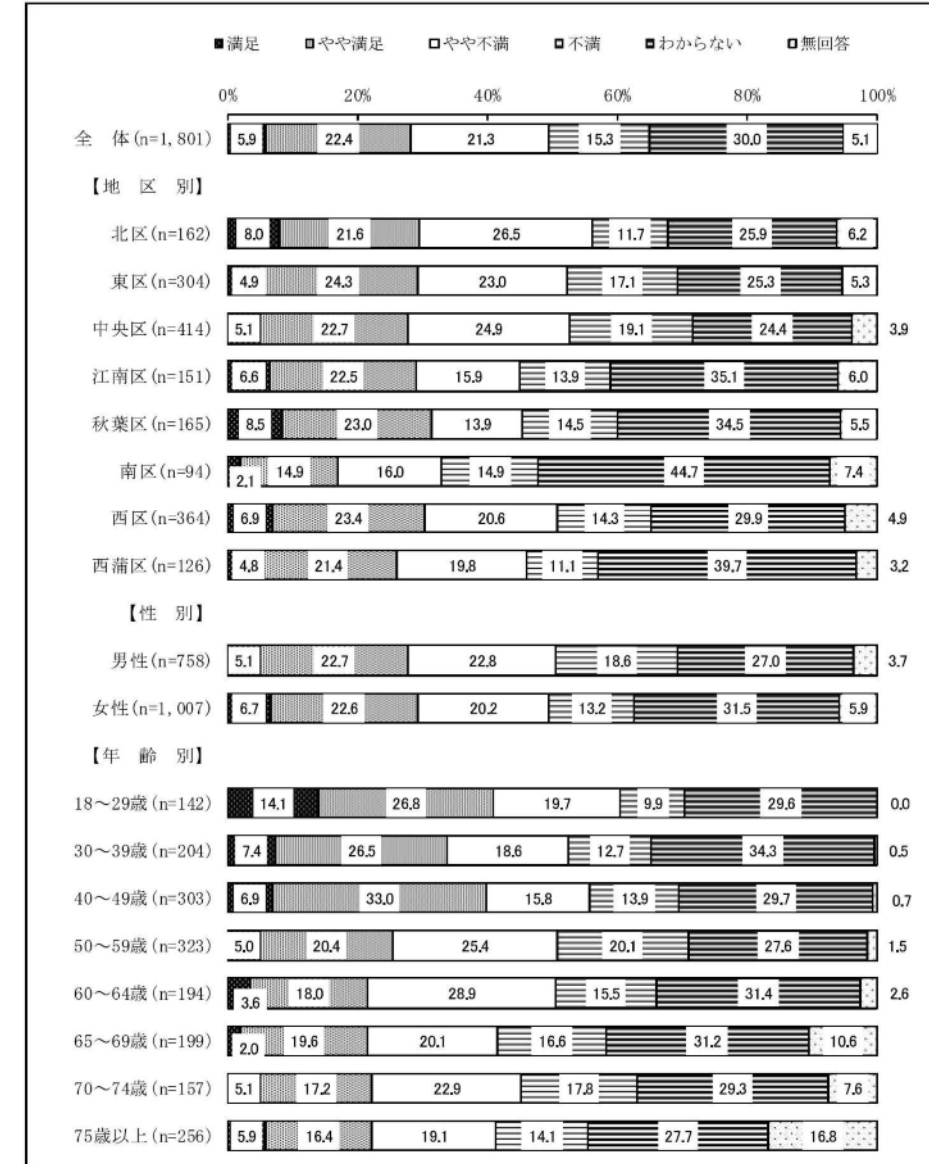 ■満足 ■やや満足 □やや不満 ■不満 ■わからない □無回答
0% 20% 40% 60% 80% 100%
全 体(n=1,801) 5.9 22.4 21.3 15.3 30.0 5.1
【地 区 別】
北区(n=162) 8.0 21.6 26.5 11.7 25.9 6.2
東区(n=304) 4.9 24.3 23.0 17.1 25.3 5.3
中央区(n=414) 5.1 22.7 24.9 19.1 24.4 3.9
江南区(n=151) 6.6 22.5 15.9 13.9 35.1 6.0
秋葉区(n=165) 8.5 23.0 13.9 14.5 34.5 5.5
南区(n=94) 2.1 14.9 16.0 14.9 44.7 7.4
西区(n=364) 6.9 23.4 20.6 14.3 29.9 4.9
西蒲区(n=126) 4.8 21.4 19.8 11.1 39.7 3.2
【性 別】
男性(n=758) 5.1 22.7 22.8 18.6 27.0 3.7
女性(n=1,007) 6.7 22.6 20.2 13.2 31.5 5.9
【年 齢 別】
18～29歳(n=142) 14.1 26.8 19.7 9.9 29.6 0.0
30～39歳(n=204) 7.4 26.5 18.6 12.7 34.3 0.5
40～49歳(n=303) 6.9 33.0 15.8 13.9 29.7 0.7
50～59歳(n=323) 5.0 20.4 25.4 20.1 27.6 1.5
60～64歳(n=194) 3.6 18.0 28.9 15.5 31.4 2.6
65～69歳(n=199) 2.0 19.6 20.1 16.6 31.2 10.6
70～74歳(n=157) 5.1 17.2 22.9 17.8 29.3 7.6
75歳以上(n=256) 5.9 16.4 19.1 14.1 27.7 16.8